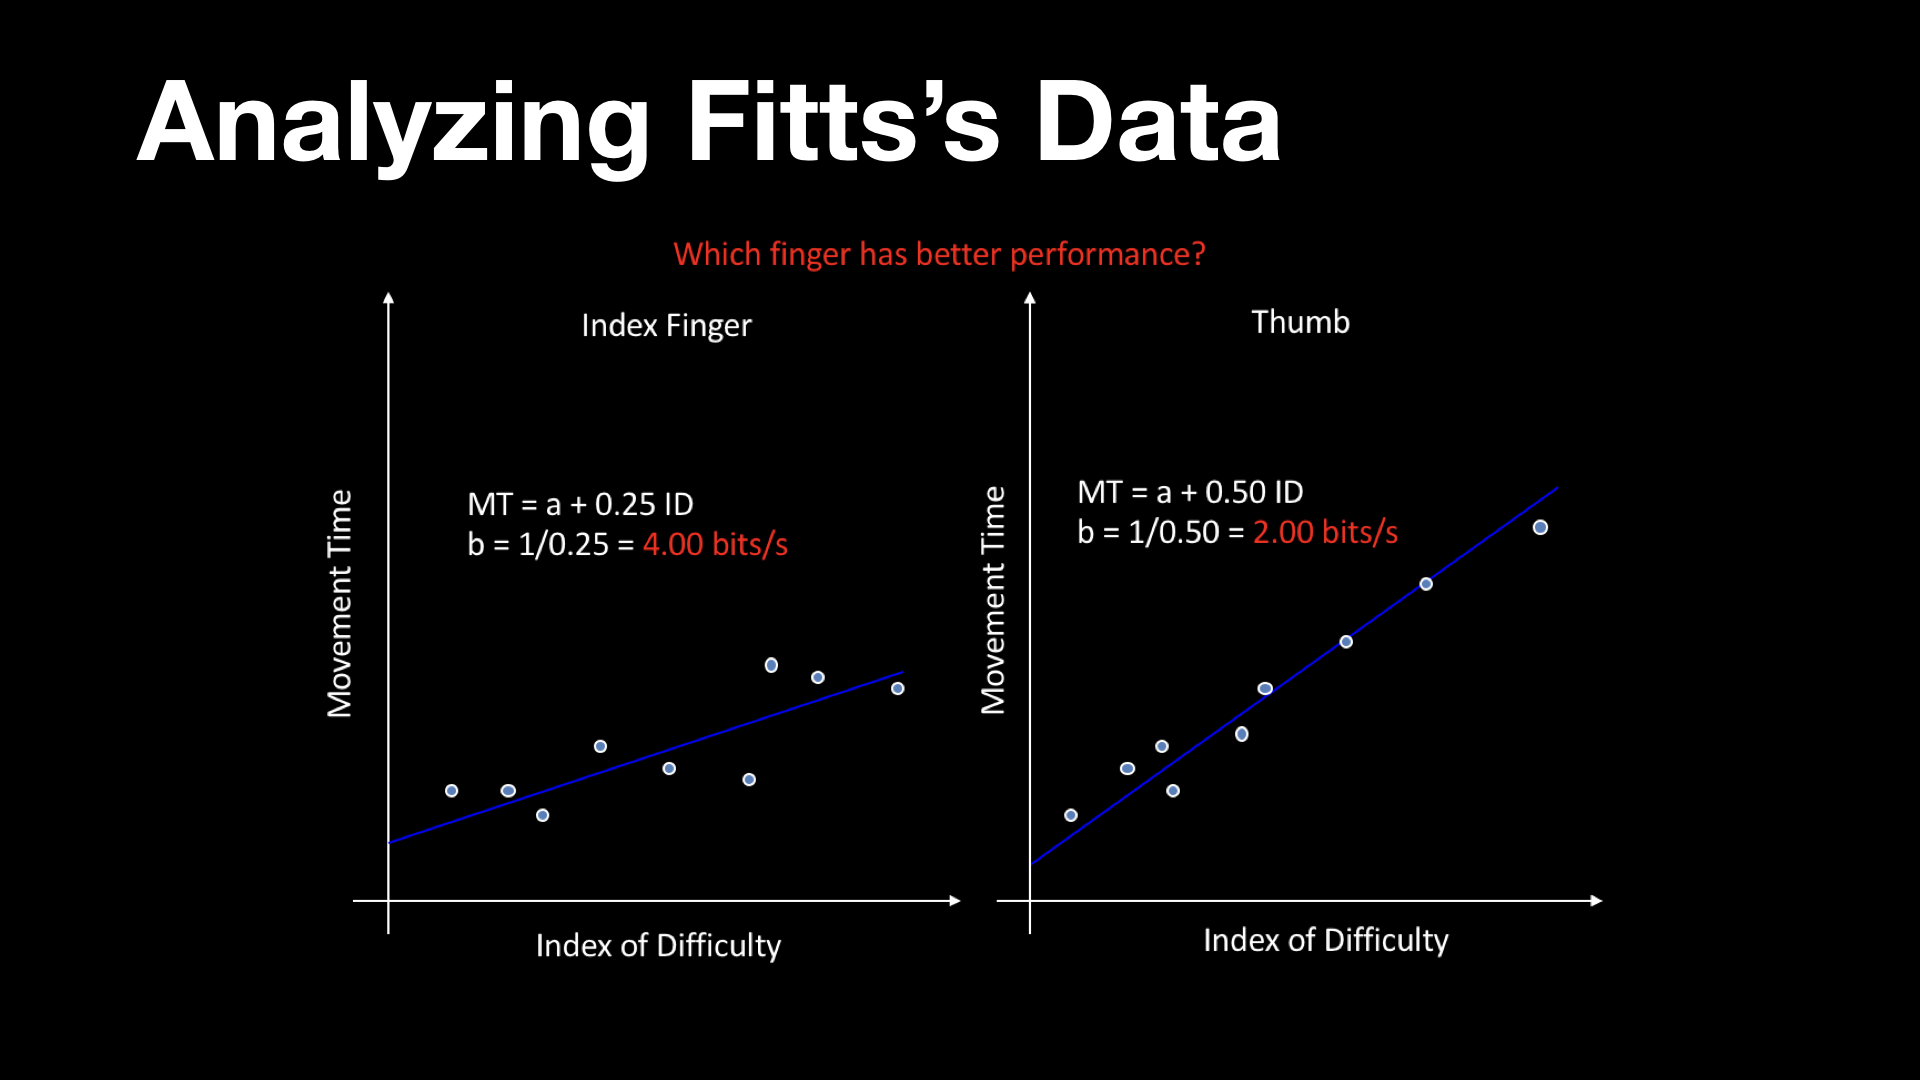 Analyzing Fitts’s Data
Which finger has better performance?
Index Finger
MT = a + 0.25 ID
b = 1/0.25 = 4.00 bits/s
Movement Time
Index of Difficulty
Thumb
MT = a + 0.50 ID
b = 1/0.50 = 2.00 bits/s
Movement Time
Index of Difficulty